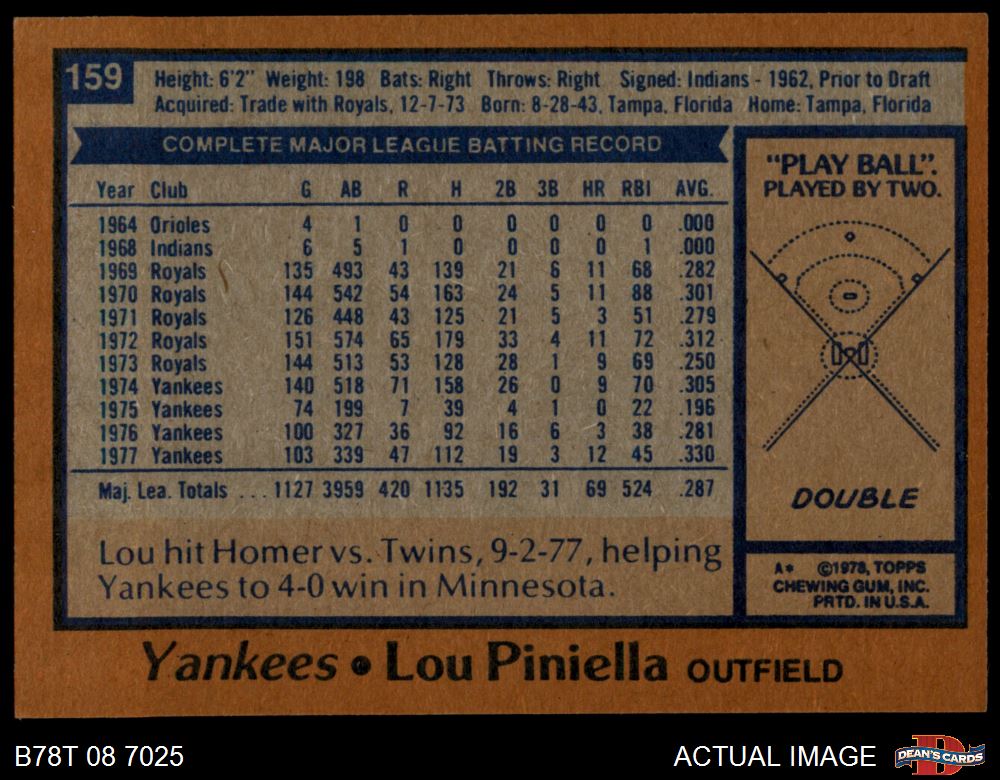 159
Height: 6'2" Weight: 198 Bats: Right Throws: Right Signed: Indians - 1962, Prior to Draft
Acquired: Trade with Royals, 12-7-73 Born: 8-28-43, Tampa, Florida Home: Tampa, Florida
COMPLETE MAJOR LEAGUE BATTING RECORD
Year Club G AB R H 2B 3B HR RBI AVG.
1964 Orioles 4 1 0 0 0 0 0 0 .000
1968 Indians 6 5 1 0 0 0 0 1 .000
1969 Royals 135 493 43 139 21 6 11 68 .282
1970 Royals 144 542 54 163 24 5 11 88 .301
1971 Royals 126 448 43 125 21 5 3 51 .279
1972 Royals 151 574 65 179 33 4 11 72 .312
1973 Royals 144 513 53 128 28 1 9 69 .250
1974 Yankees 140 518 71 158 26 0 9 70 .305
1975 Yankees 74 199 7 39 4 1 0 22 .196
1976 Yankees 100 327 36 92 16 6 3 38 .281
1977 Yankees 103 339 47 112 19 3 12 45 .330
Maj. Lea. Totals ... 1127 3959 420 1135 192 31 69 524 .287
Lou hit Homer vs. Twins, 9-2-77, helping
Yankees to 4-0 win in Minnesota.
"PLAY BALL".
PLAYED BY TWO.
DOUBLE
A* ©1978, TOPPS
CHEWING GUM, INC.
PRTD. IN U.S.A.
Yankees • Lou Piniella OUTFIELD
B78T 08 7025
ACTUAL IMAGE
D
DEAN'S CARDS